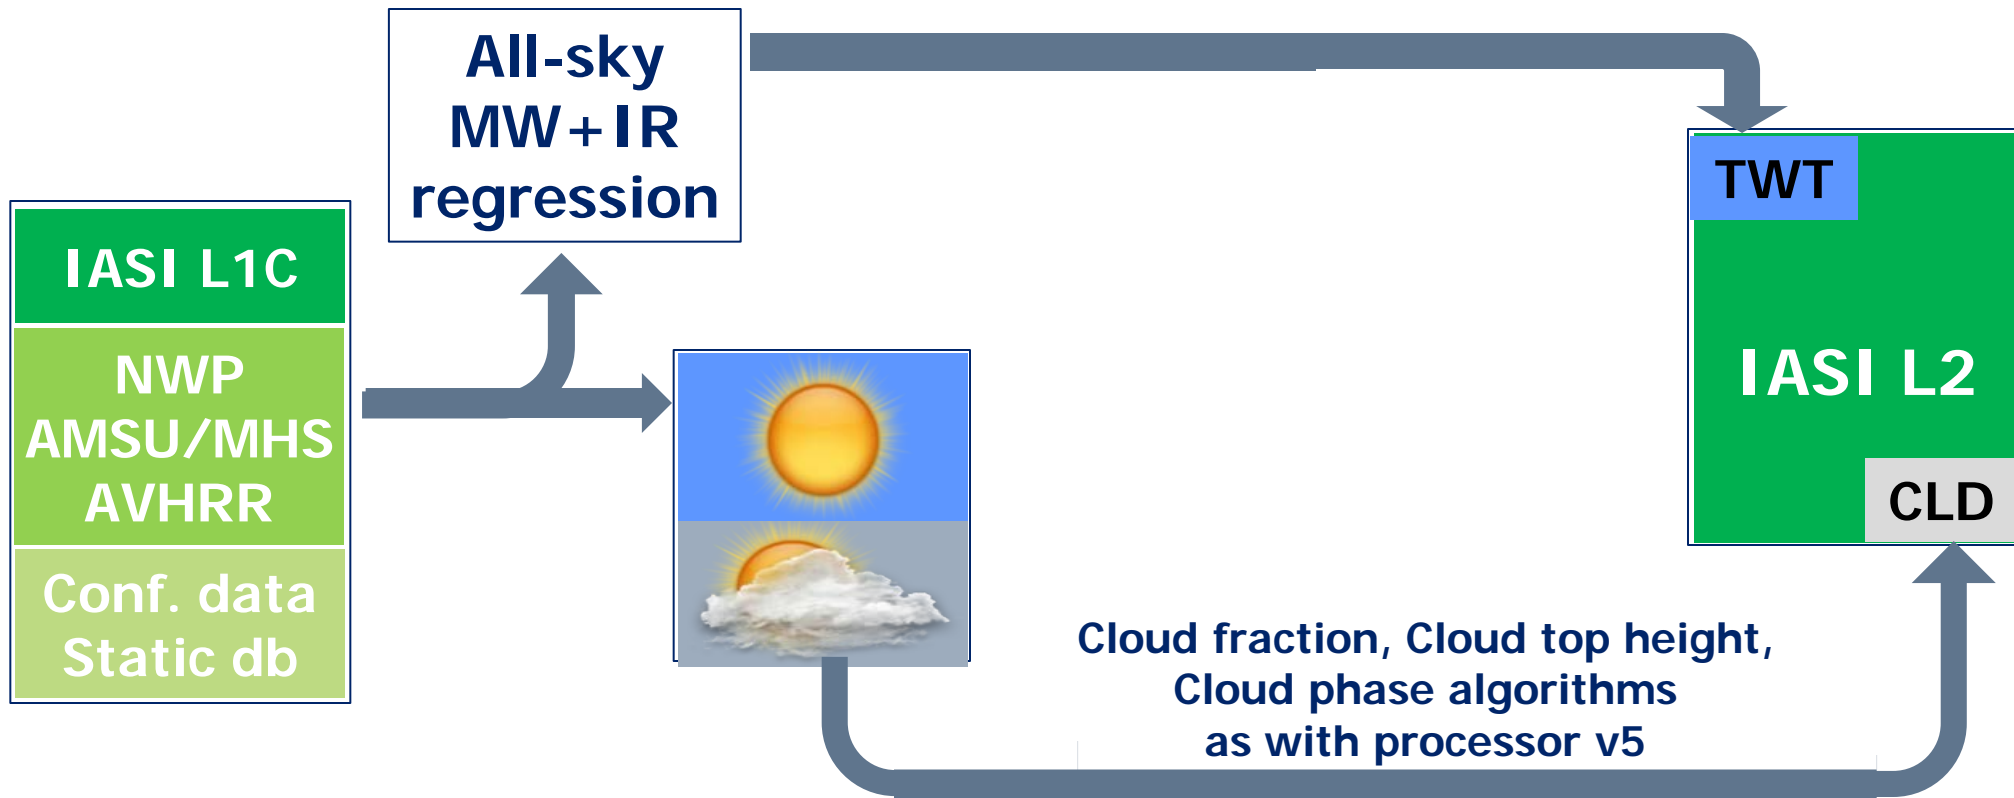 All-sky
MW+IR
regression
IASI L1C
NWP
AMSU/MHS
AVHRR
Conf. data
Static db
TWT
IASI L2
CLD
Cloud fraction, Cloud top height,
Cloud phase algorithms
as with processor v5